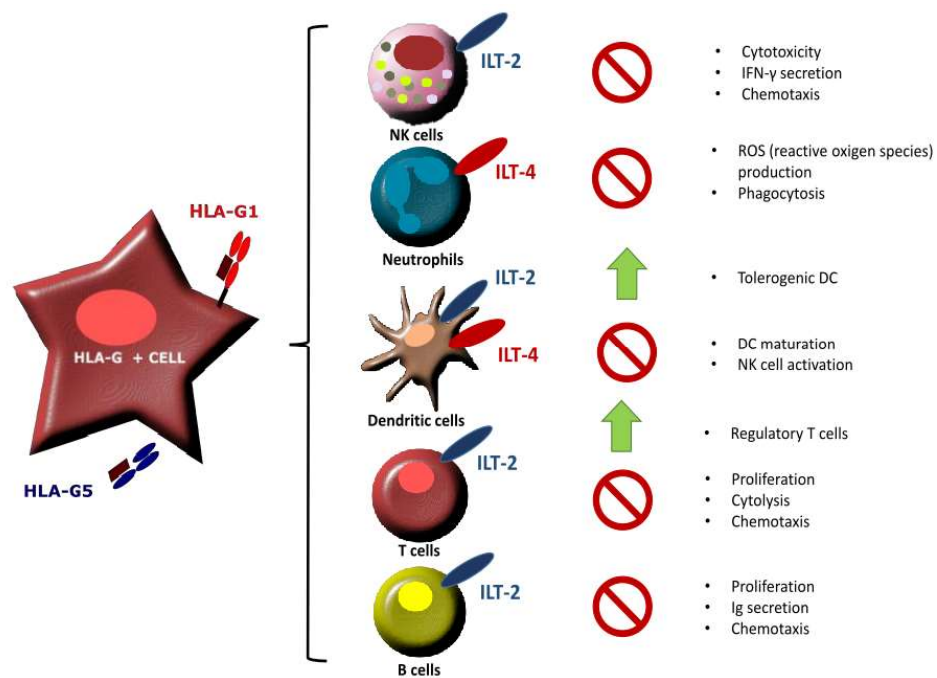 HLA-G1
HLA-G + CELL
HLA-G5
ILT-2
NK cells
• Cytotoxicity
• IFN-γ secretion
• Chemotaxis
ILT-4
Neutrophils
• ROS (reactive oxigen species)
production
• Phagocytosis
ILT-2
ILT-4
Dendritic cells
• Tolerogenic DC
• DC maturation
• NK cell activation
ILT-2
T cells
• Regulatory T cells
• Proliferation
• Cytolysis
• Chemotaxis
ILT-2
B cells
• Proliferation
• Ig secretion
• Chemotaxis